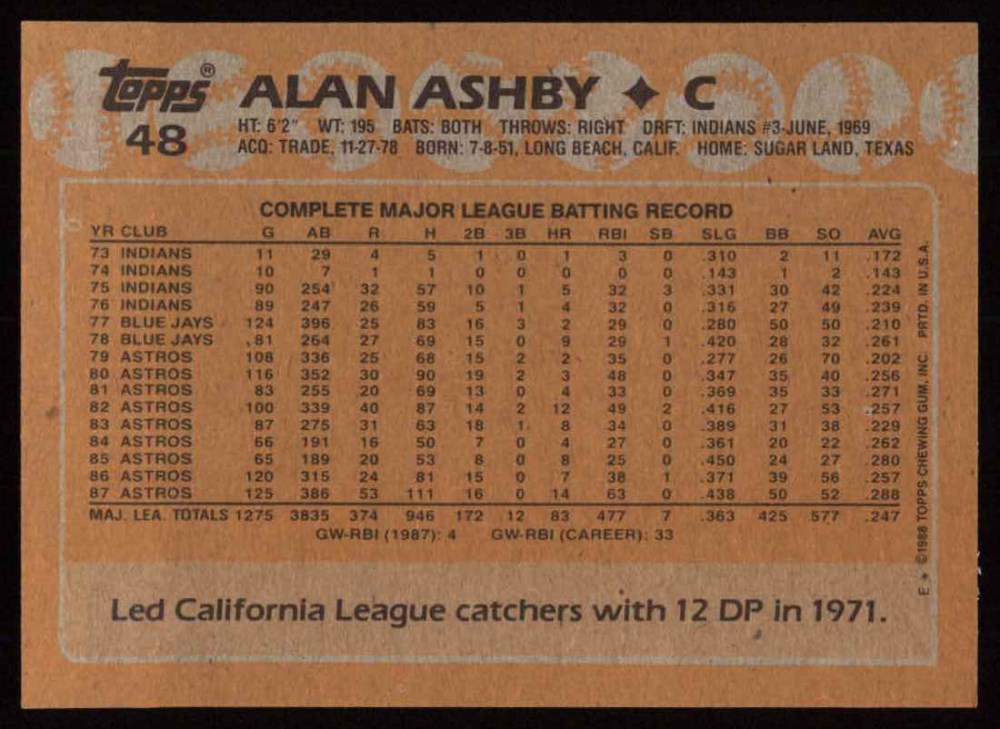 topps® ALAN ASHBY ♦ C
48
HT: 6'2" WT: 195 BATS: BOTH THROWS: RIGHT DRFT: INDIANS #3-JUNE, 1969
ACQ: TRADE, 11-27-78 BORN: 7-8-51, LONG BEACH, CALIF. HOME: SUGAR LAND, TEXAS
COMPLETE MAJOR LEAGUE BATTING RECORD
YR CLUB G AB R H 2B 3B HR RBI SB SLG BB SO AVG
73 INDIANS 11 29 4 5 1 0 1 3 0 .310 2 11 .172
74 INDIANS 10 7 1 1 0 0 0 0 0 .143 1 2 .143
75 INDIANS 90 254 32 57 10 1 5 32 3 .331 30 42 .224
76 INDIANS 89 247 26 59 5 1 4 32 0 .316 27 49 .239
77 BLUE JAYS 124 396 25 83 16 3 2 29 0 .280 50 50 .210
78 BLUE JAYS 81 264 27 69 15 0 9 29 1 .420 28 32 .261
79 ASTROS 108 336 25 68 15 2 2 35 0 .277 26 70 .202
80 ASTROS 116 352 30 90 19 2 3 48 0 .347 35 40 .256
81 ASTROS 83 255 20 69 13 0 4 33 0 .369 35 33 .271
82 ASTROS 100 339 40 87 14 2 12 49 2 .416 27 53 .257
83 ASTROS 87 275 31 63 18 1 8 34 0 .389 31 38 .229
84 ASTROS 66 191 16 50 7 0 4 27 0 .361 20 22 .262
85 ASTROS 65 189 20 53 8 0 8 25 0 .450 24 27 .280
86 ASTROS 120 315 24 81 15 0 7 38 1 .371 39 56 .257
87 ASTROS 125 386 53 111 16 0 14 63 0 .438 50 52 .288
MAJ. LEA. TOTALS 1275 3835 374 946 172 12 83 477 7 .363 425 577 .247
GW-RBI (1987): 4 GW-RBI (CAREER): 33
Led California League catchers with 12 DP in 1971.
E♦ ©1988 TOPPS CHEWING GUM, INC. PRTD. IN U.S.A.